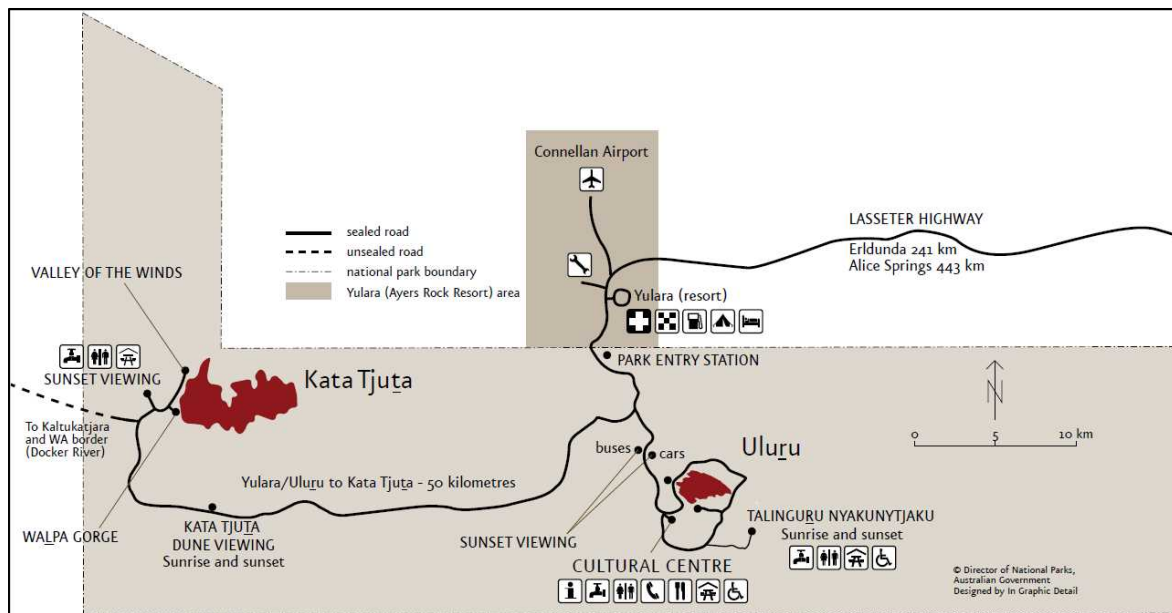 Connellan Airport
LASSETER HIGHWAY
Erldunda 241 km
Alice Springs 443 km
sealed road
unsealed road
national park boundary
Yulara (Ayers Rock Resort) area
VALLEY OF THE WINDS
Yulara (resort)
PARK ENTRY STATION
SUNSET VIEWING
Kata Tjuṯa
N
0 5 10 km
To Kaltukatjara
and WA border
(Docker River)
buses
cars
Uluṟu
Yulara/Uluṟu to Kata Tjuṯa - 50 kilometres
WAḺPA GORGE
KATA TJUṮA
DUNE VIEWING
Sunrise and sunset
SUNSET VIEWING
TALINGUṞU NYAKUNYTJAKU
Sunrise and sunset
CULTURAL CENTRE
i
© Director of National Parks,
Australian Government
Designed by In Graphic Detail